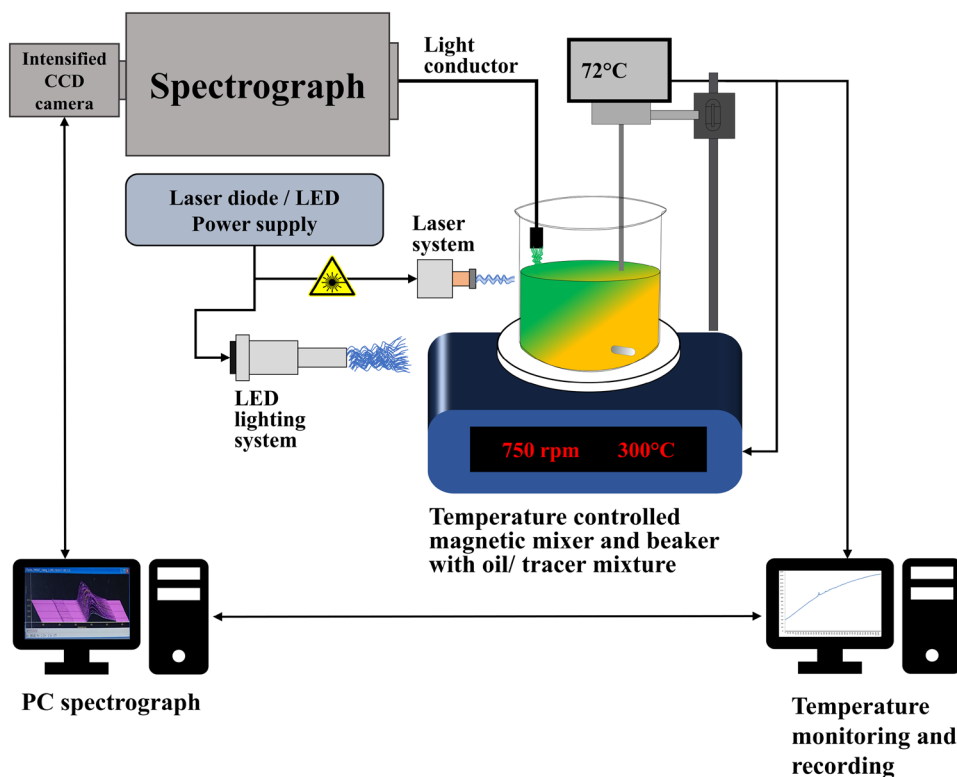 Intensified
CCD
camera
Spectrograph
Light
conductor
72°C
Laser diode / LED
Power supply
Laser
system
LED
lighting
system
750 rpm 300°C
Temperature controlled
magnetic mixer and beaker
with oil/ tracer mixture
PC spectrograph
Temperature
monitoring and
recording